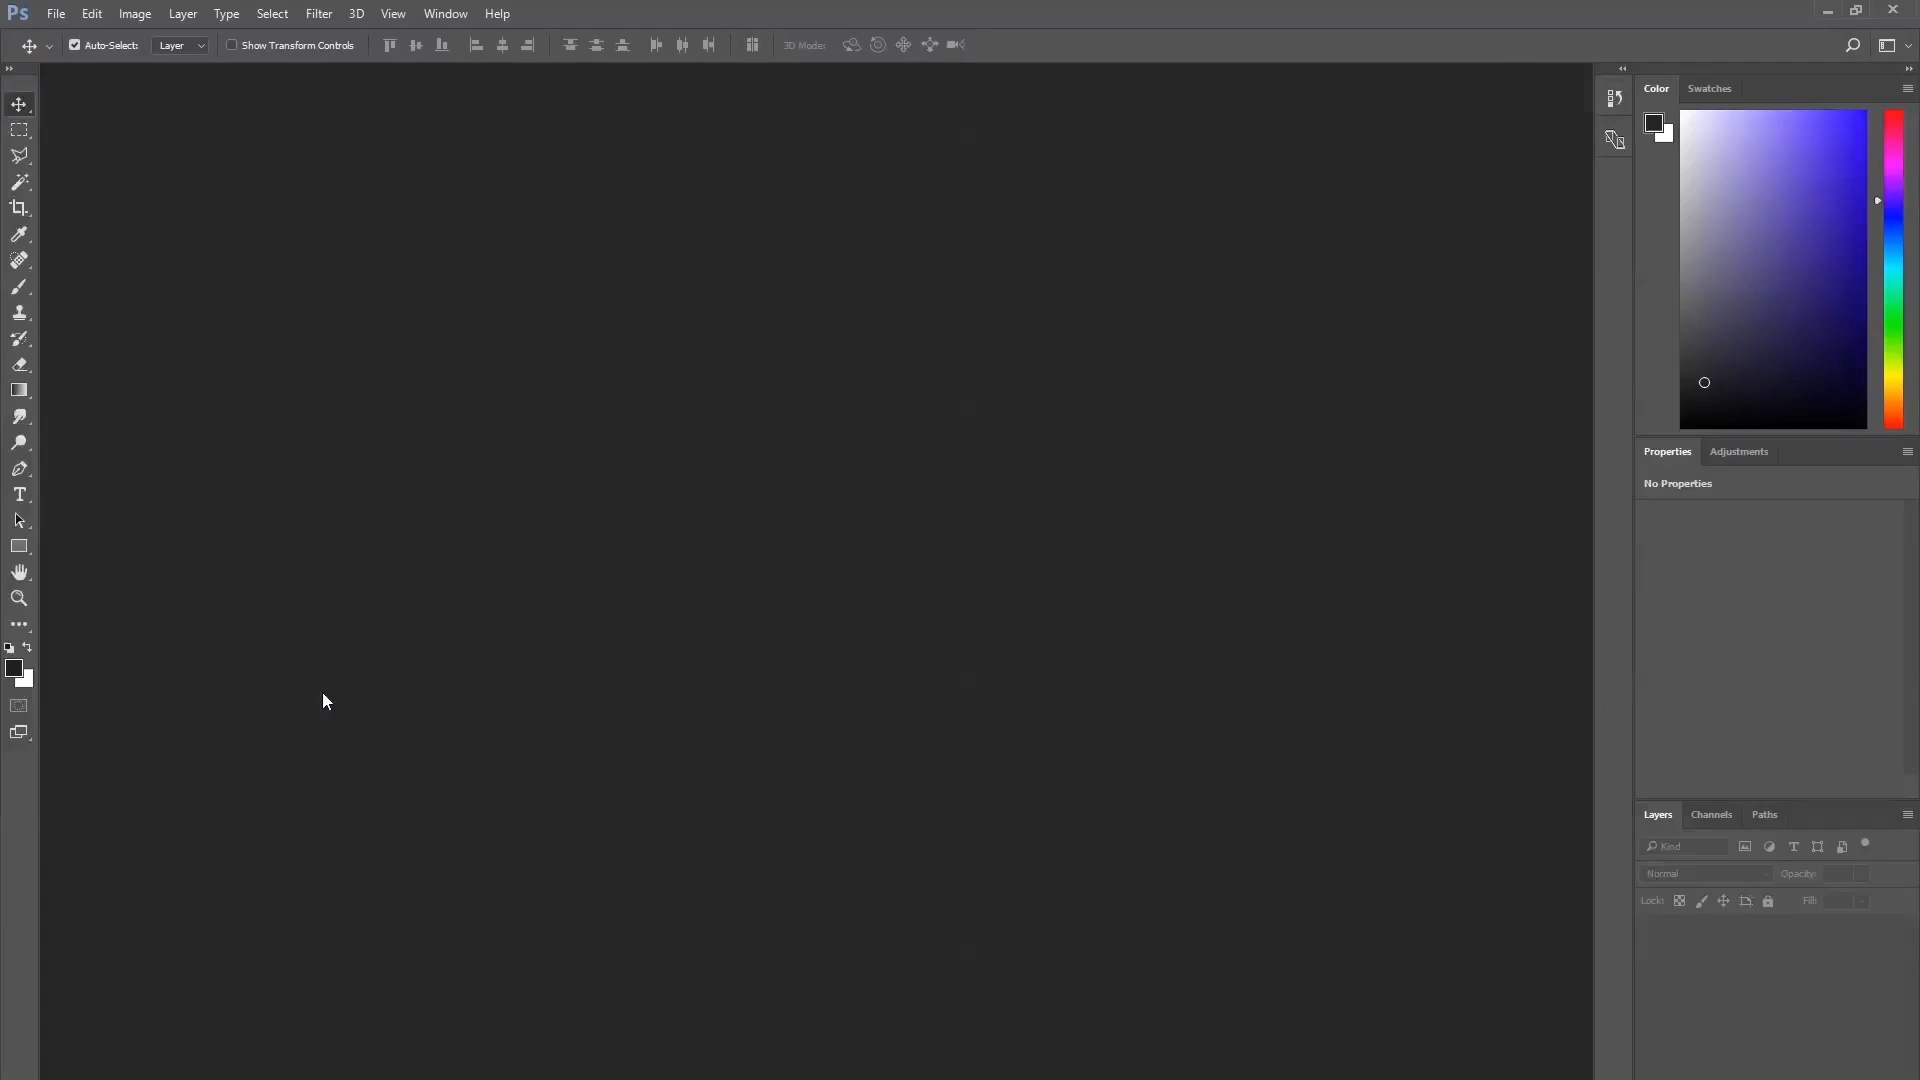 Ps File Edit Image Layer Type Select Filter 3D View Window Help
Auto-Select: Layer Show Transform Controls 3D Mode:
Color Swatches
Properties Adjustments
No Properties
T
Layers Channels Paths
Kind T
Normal Opacity:
Lock: Fill: